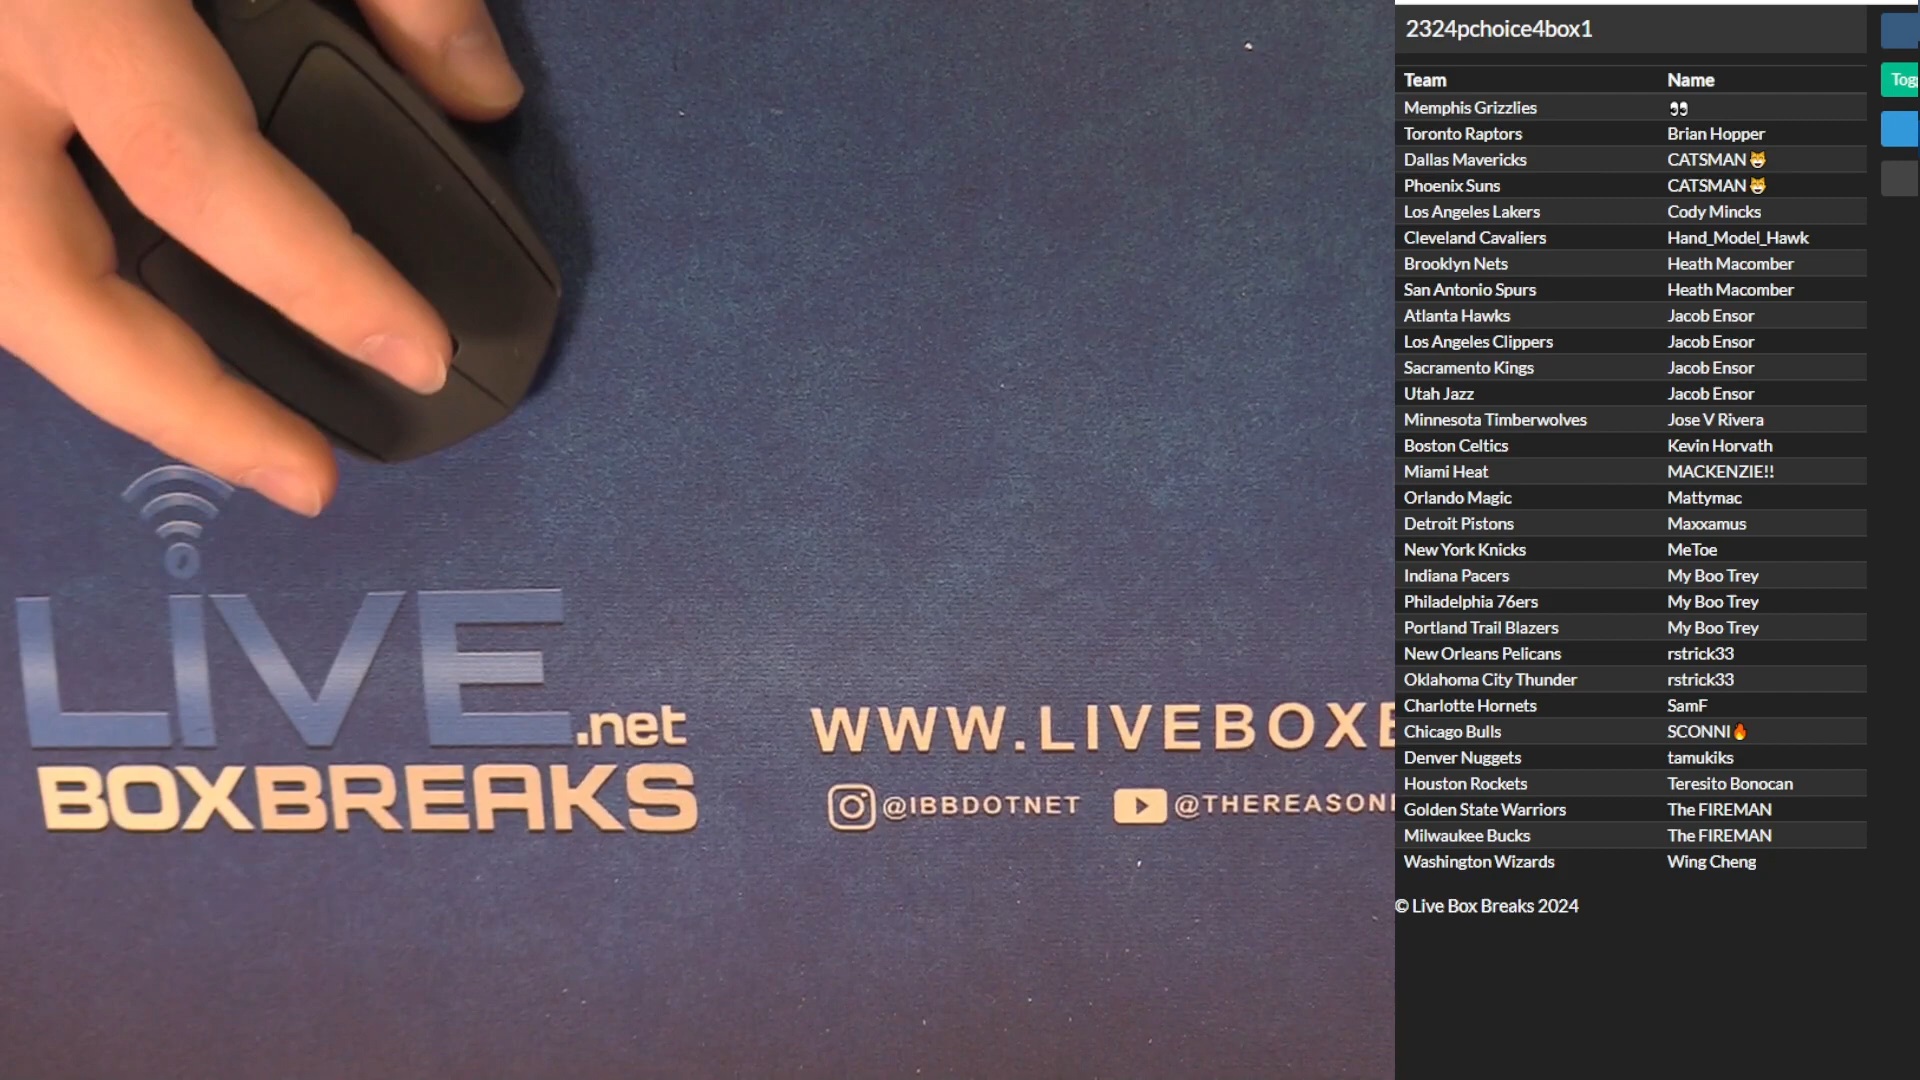 LIVE
.net
BOXBREAKS
WWW.LIVEBOX
@IBBDOTNET
@THEREASON
2324pchoice4box1
Team Name
Memphis Grizzlies 👀
Toronto Raptors Brian Hopper
Dallas Mavericks CATSMAN 😸
Phoenix Suns CATSMAN 😸
Los Angeles Lakers Cody Mincks
Cleveland Cavaliers Hand_Model_Hawk
Brooklyn Nets Heath Macomber
San Antonio Spurs Heath Macomber
Atlanta Hawks Jacob Ensor
Los Angeles Clippers Jacob Ensor
Sacramento Kings Jacob Ensor
Utah Jazz Jacob Ensor
Minnesota Timberwolves Jose V Rivera
Boston Celtics Kevin Horvath
Miami Heat MACKENZIE!!
Orlando Magic Mattymac
Detroit Pistons Maxxamus
New York Knicks MeToe
Indiana Pacers My Boo Trey
Philadelphia 76ers My Boo Trey
Portland Trail Blazers My Boo Trey
New Orleans Pelicans rstrick33
Oklahoma City Thunder rstrick33
Charlotte Hornets SamF
Chicago Bulls SCONNI🔥
Denver Nuggets tamukiks
Houston Rockets Teresito Bonocan
Golden State Warriors The FIREMAN
Milwaukee Bucks The FIREMAN
Washington Wizards Wing Cheng
© Live Box Breaks 2024
Tog